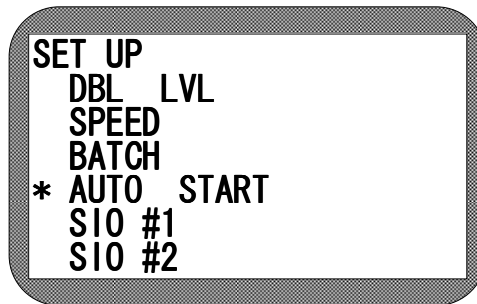 SET UP
DBL LVL
SPEED
BATCH
* AUTO START
SIO #1
SIO #2